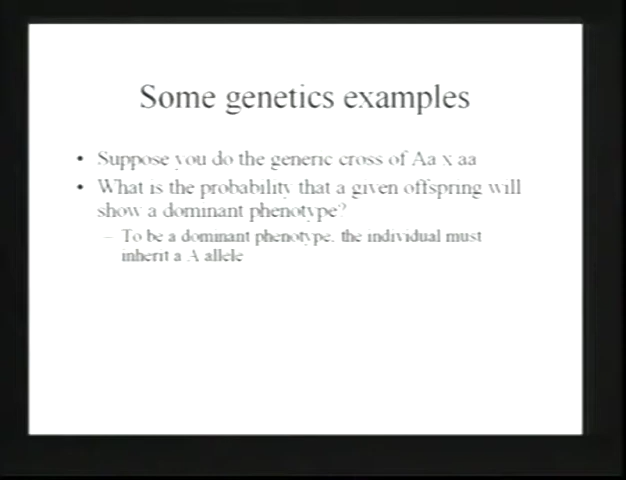 Some genetics examples
• Suppose you do the generic cross of Aa x aa
• What is the probability that a given offspring will
show a dominant phenotype?
– To be a dominant phenotype, the individual must
inherit a A allele